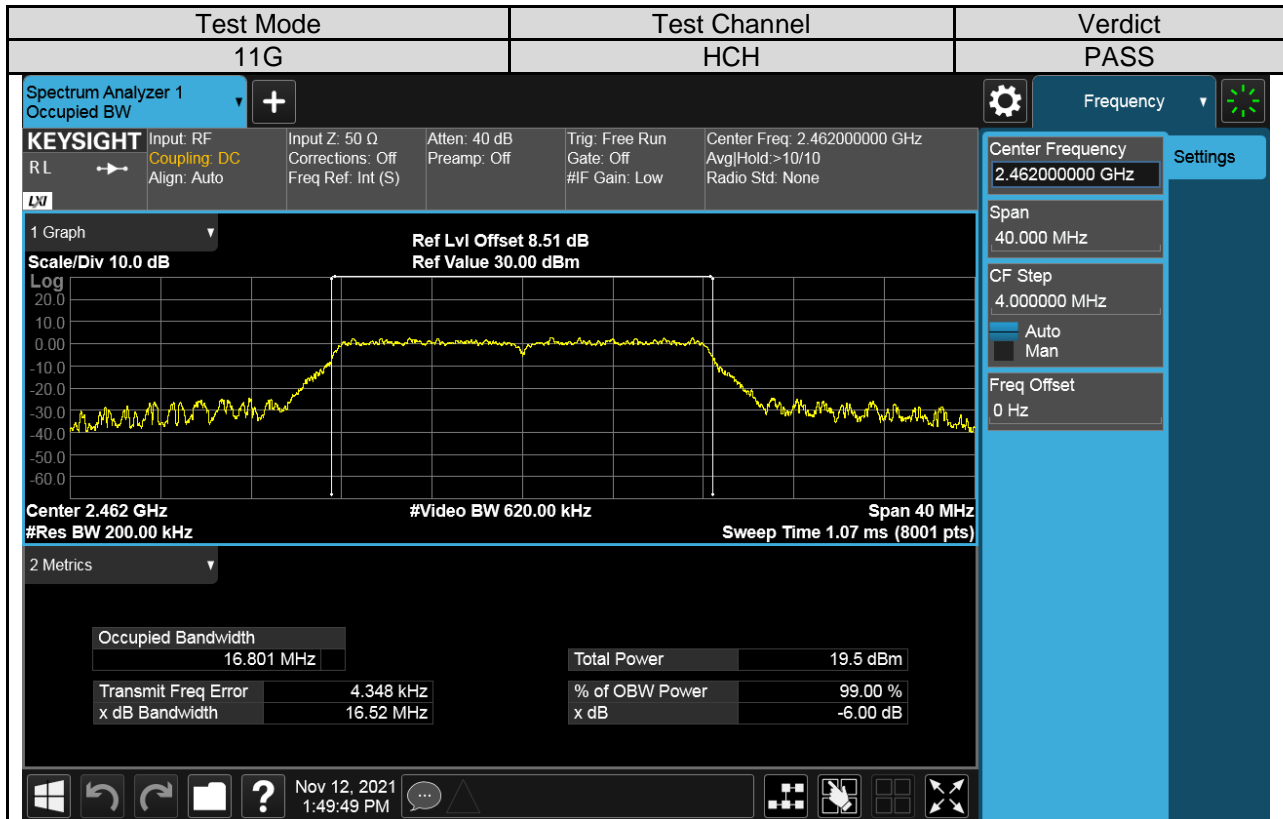 Test Mode Test Channel Verdict
11G HCH PASS
Spectrum Analyzer 1
Occupied BW
+
Frequency
KEYSIGHT
RL
LXI
Input: RF
Coupling: DC
Align: Auto
Input Z: 50 Ω
Corrections: Off
Freq Ref: Int (S)
Atten: 40 dB
Preamp: Off
Trig: Free Run
Gate: Off
#IF Gain: Low
Center Freq: 2.462000000 GHz
Avg|Hold:>10/10
Radio Std: None
Center Frequency
2.462000000 GHz
Settings
Span
40.000 MHz
CF Step
4.000000 MHz
Auto
Man
Freq Offset
0 Hz
1 Graph
Scale/Div 10.0 dB
Ref Lvl Offset 8.51 dB
Ref Value 30.00 dBm
Log
20.0
10.0
0.00
-10.0
-20.0
-30.0
-40.0
-50.0
-60.0
Center 2.462 GHz #Video BW 620.00 kHz Span 40 MHz
#Res BW 200.00 kHz Sweep Time 1.07 ms (8001 pts)
2 Metrics
Occupied Bandwidth
16.801 MHz
Total Power 19.5 dBm
Transmit Freq Error 4.348 kHz % of OBW Power 99.00 %
x dB Bandwidth 16.52 MHz x dB -6.00 dB
?
Nov 12, 2021
1:49:49 PM